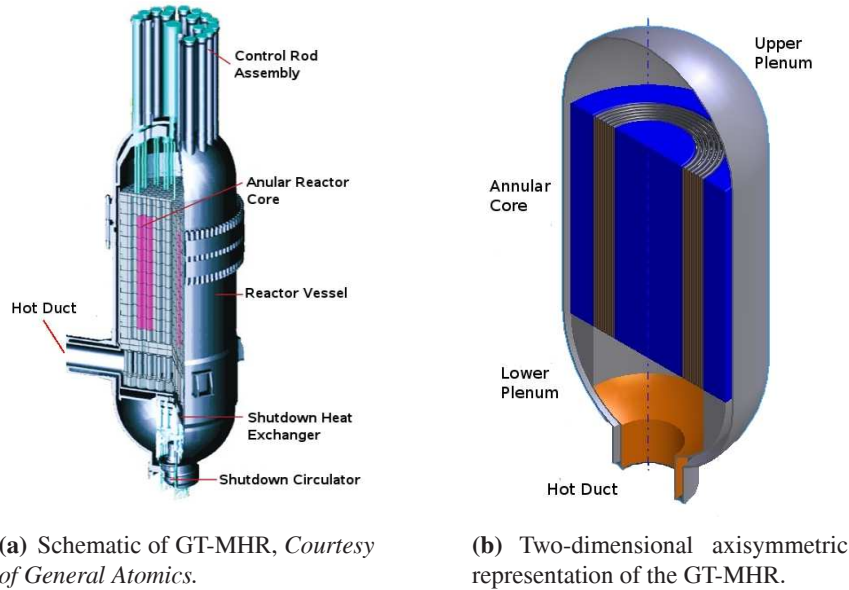 Control Rod
Assembly
Anular Reactor
Core
Reactor Vessel
Hot Duct
Shutdown Heat
Exchanger
Shutdown Circulator
(a) Schematic of GT-MHR, Courtesy
of General Atomics.
Upper
Plenum
Annular
Core
Lower
Plenum
Hot Duct
(b) Two-dimensional axisymmetric
representation of the GT-MHR.